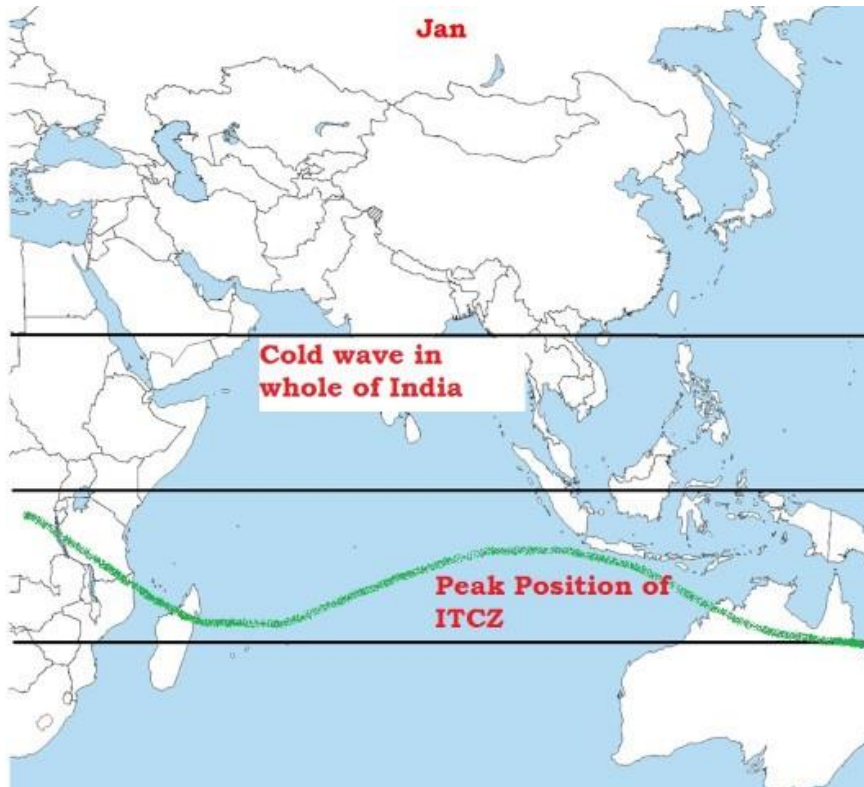 Jan
Cold wave in
whole of India
Peak Position of
ITCZ